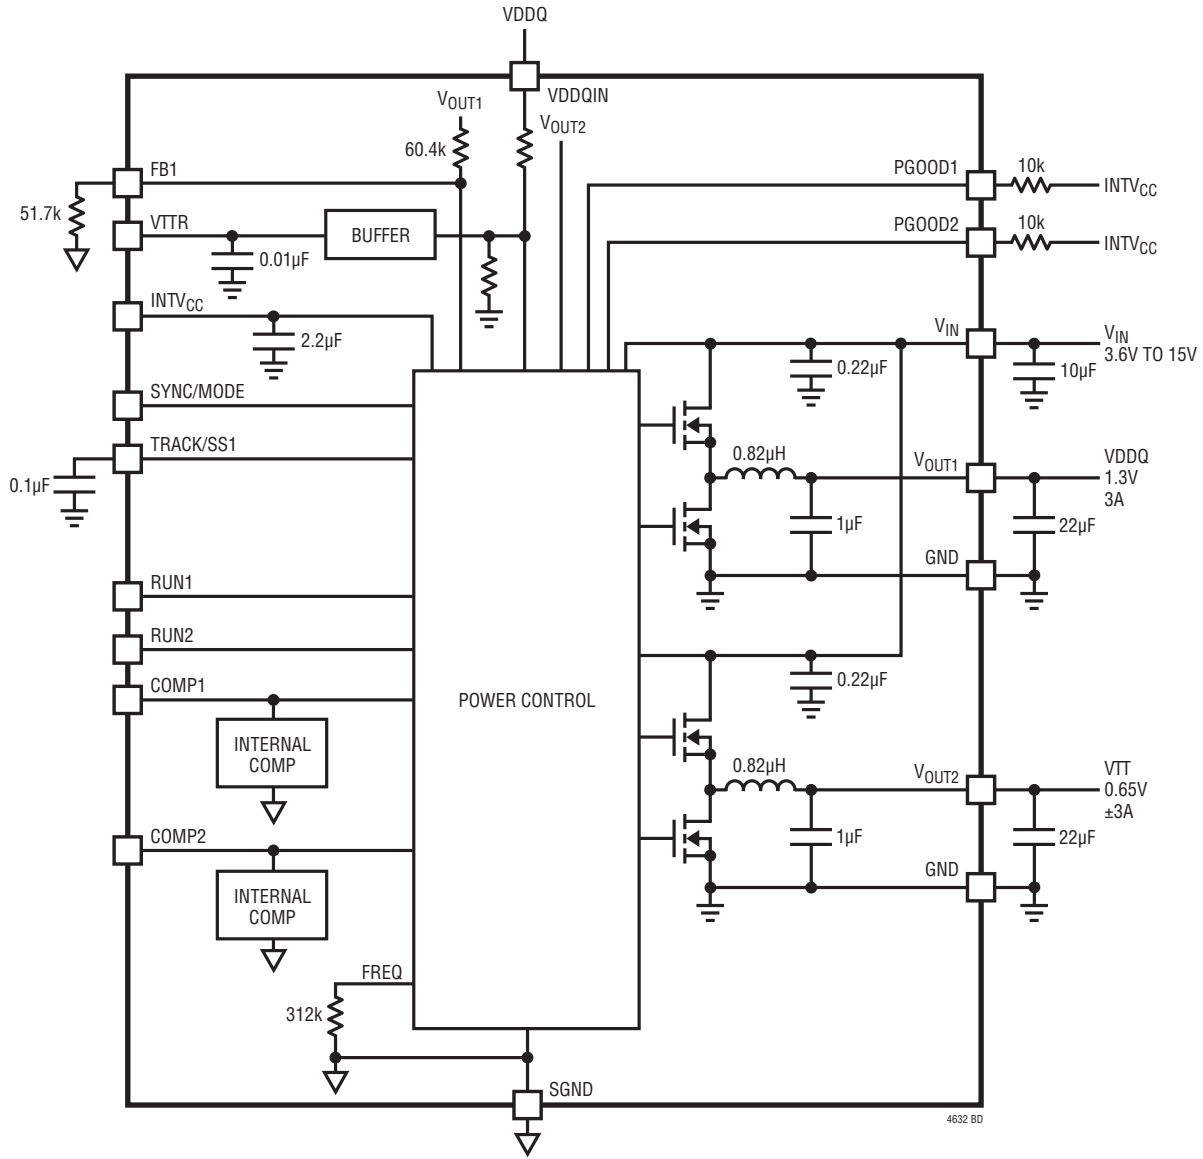 VDDQ
VDDQIN
VOUT1
VOUT2
60.4k
FB1
51.7k
VTTR
BUFFER
0.01µF
INTVCC
2.2µF
SYNC/MODE
TRACK/SS1
0.1µF
RUN1
RUN2
COMP1
INTERNAL
COMP
COMP2
INTERNAL
COMP
FREQ
312k
SGND
POWER CONTROL
PGOOD1
10k
INTVCC
PGOOD2
10k
INTVCC
VIN
VIN
3.6V TO 15V
0.22µF
10µF
0.82µH
VOUT1
VDDQ
1.3V
3A
1µF
22µF
GND
0.22µF
0.82µH
VOUT2
VTT
0.65V
±3A
1µF
22µF
GND
4632 BD